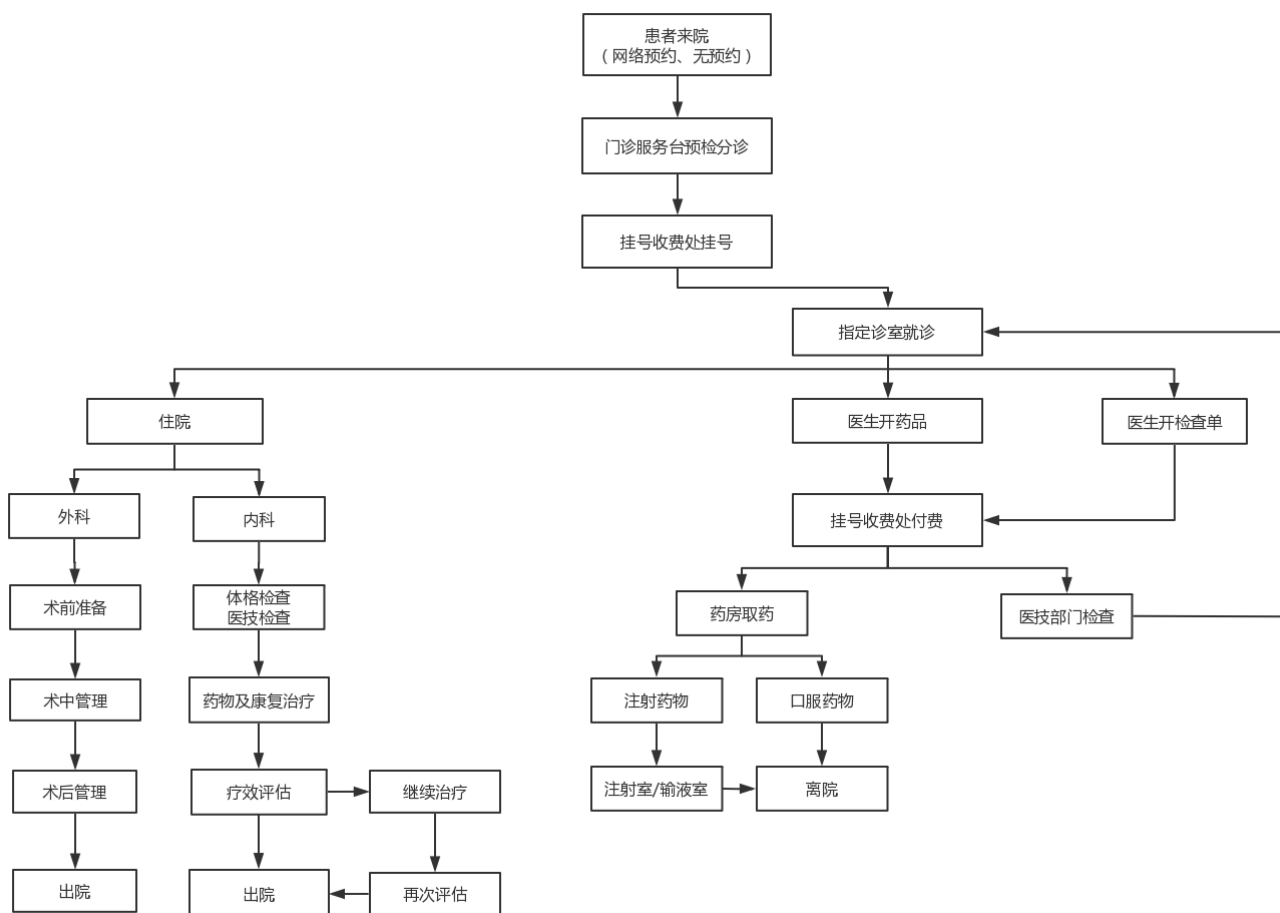 患者来院
（网络预约、无预约）
门诊服务台预检分诊
挂号收费处挂号
指定诊室就诊
住院
医生开药品
医生开检查单
外科
内科
挂号收费处付费
术前准备
体格检查
医技检查
药房取药
医技部门检查
术中管理
药物及康复治疗
注射药物
口服药物
术后管理
疗效评估
继续治疗
注射室/输液室
离院
出院
出院
再次评估